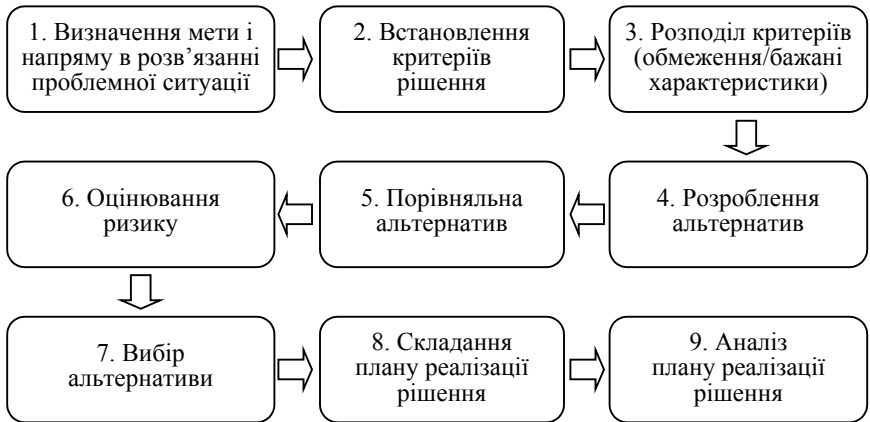 1. Визначення мети і
напряму в розв’язанні
проблемної ситуації
2. Встановлення
критеріїв
рішення
3. Розподіл критеріїв
(обмеження/бажані
характеристики)
4. Розроблення
альтернатив
5. Порівняльна
альтернатив
6. Оцінювання
ризику
7. Вибір
альтернативи
8. Складання
плану реалізації
рішення
9. Аналіз
плану реалізації
рішення